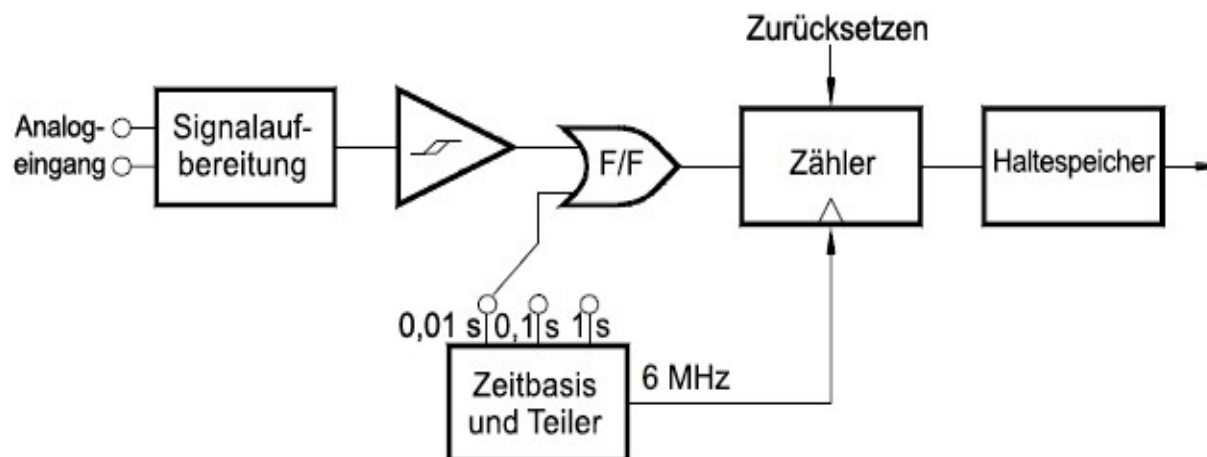 Zurücksetzen
Analog-
eingang
Signalauf-
bereitung
F/F
Zähler
Haltespeicher
0,01 s 0,1 s 1 s
6 MHz
Zeitbasis
und Teiler